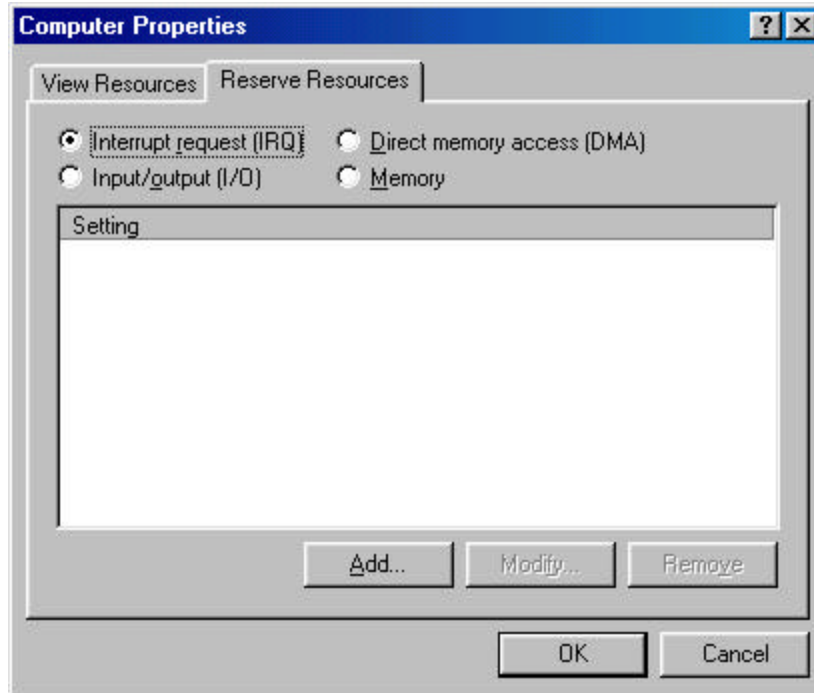 Computer Properties
View Resources Reserve Resources
Interrupt request (IRQ) Direct memory access (DMA)
Input/output (I/O) Memory
Setting
Add... Modify... Remove
OK Cancel